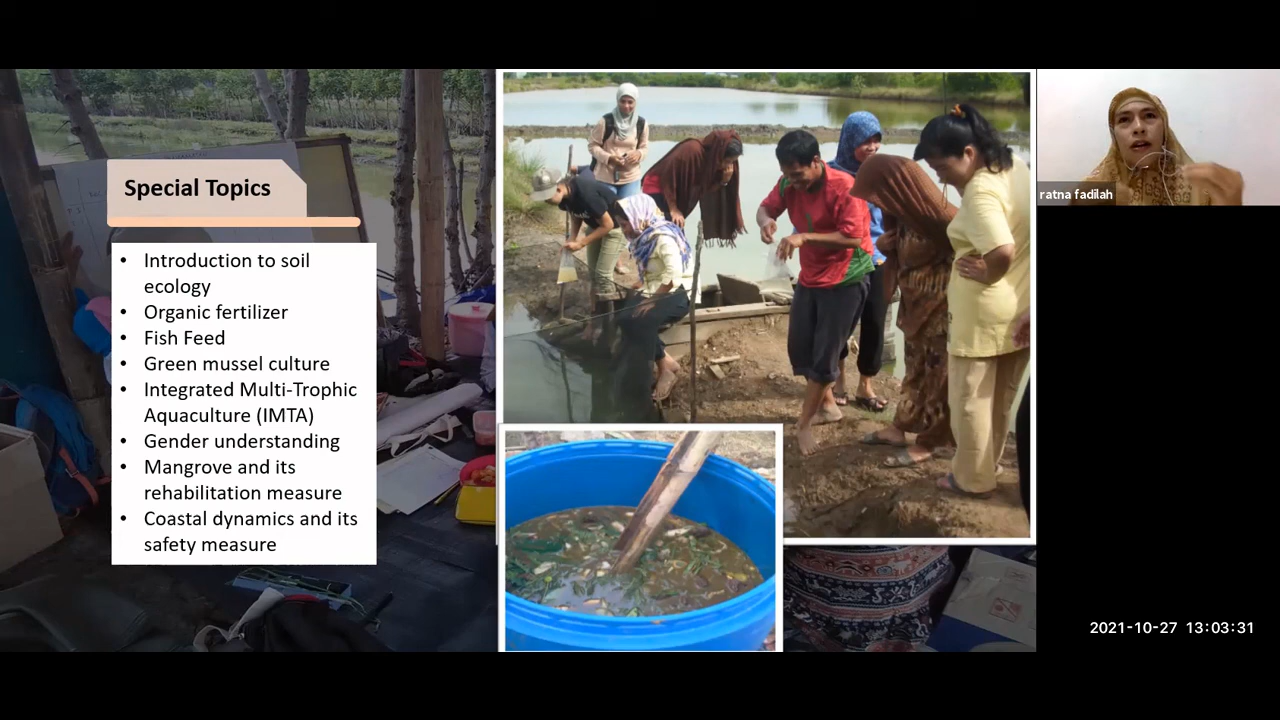 Special Topics
• Introduction to soil
ecology
• Organic fertilizer
• Fish Feed
• Green mussel culture
• Integrated Multi-Trophic
Aquaculture (IMTA)
• Gender understanding
• Mangrove and its
rehabilitation measure
• Coastal dynamics and its
safety measure
ratna fadilah
2021-10-27 13:03:31